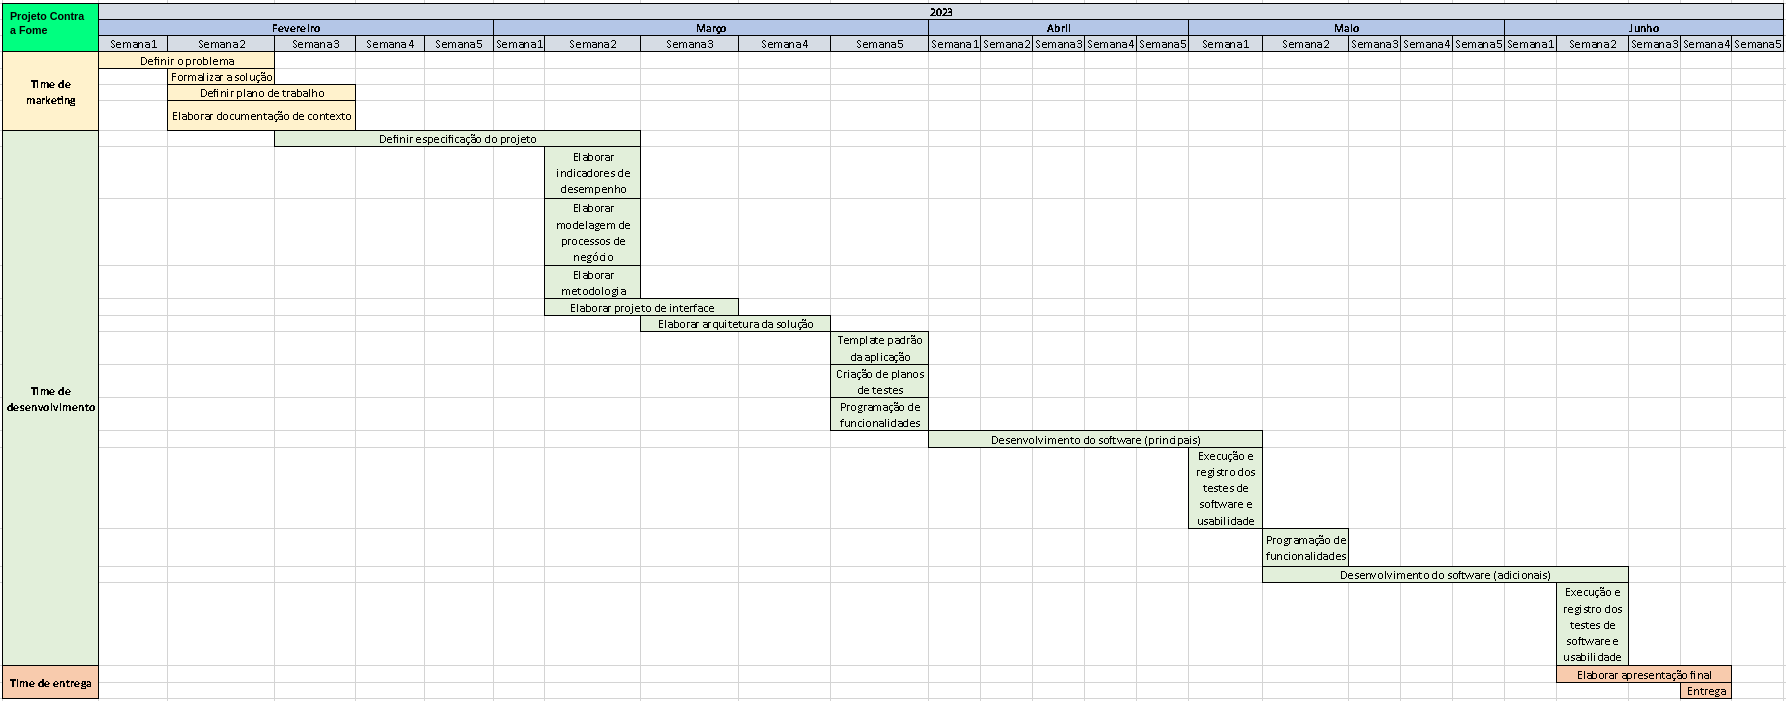 Projeto Contra
a Fome
2023
Fevereiro Março Abril Maio Junho
Semana1 Semana2 Semana3 Semana4 Semana5 Semana1 Semana2 Semana3 Semana4 Semana5 Semana1 Semana2 Semana3 Semana4 Semana5 Semana1 Semana2 Semana3 Semana4 Semana5 Semana1 Semana2 Semana3 Semana4 Semana5
Time de
marketing
Definir o problema
Formalizar a solução
Definir plano de trabalho
Elaborar documentação de contexto
Time de
desenvolvimento
Definir especificação do projeto
Elaborar
indicadores de
desempenho
Elaborar
modelagem de
processos de
negócio
Elaborar
metodologia
Elaborar projeto de interface
Elaborar arquitetura da solução
Template padrão
da aplicação
Criação de planos
de testes
Programação de
funcionalidades
Desenvolvimento do software (principais)
Execução e
registro dos
testes de
software e
usabilidade
Programação de
funcionalidades
Desenvolvimento do software (adicionais)
Execução e
registro dos
testes de
software e
usabilidade
Time de entrega
Elaborar apresentação final
Entrega